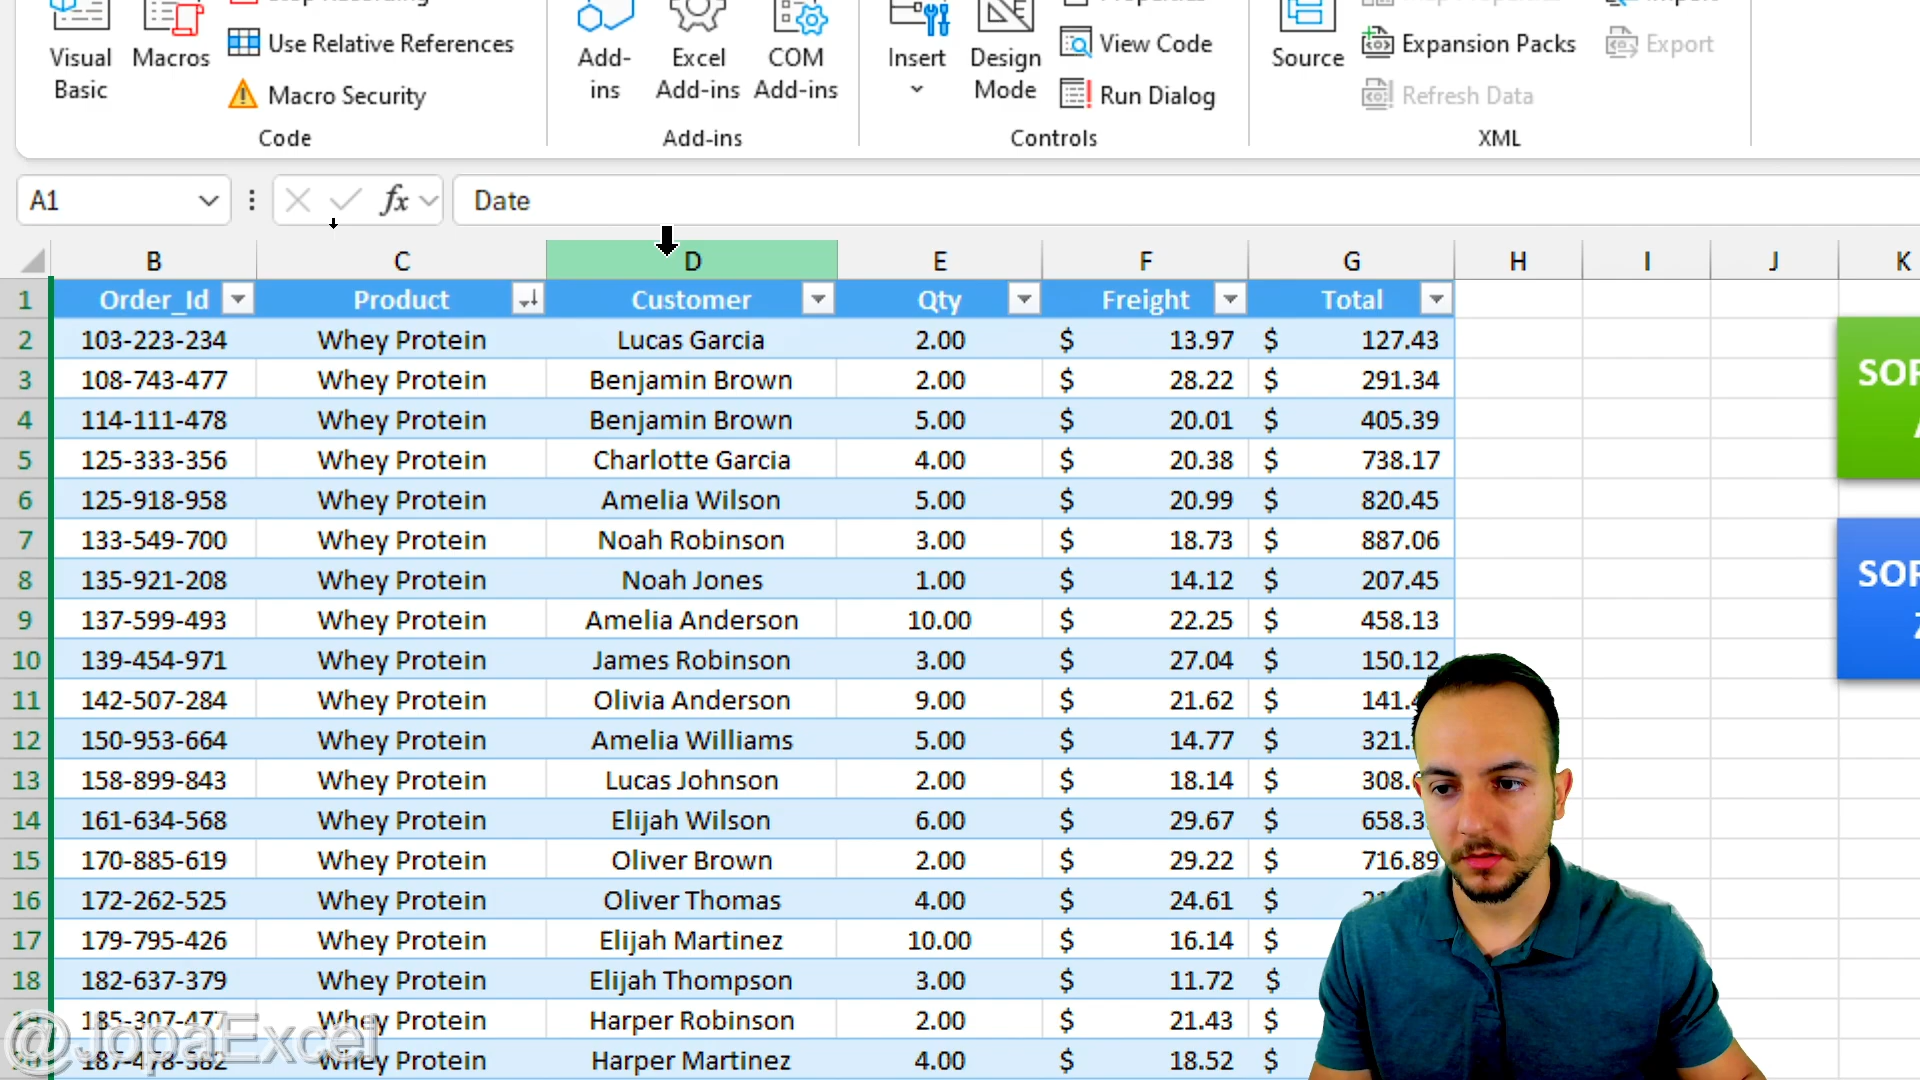 Visual Basic
Macros
Use Relative References
Macro Security
Code
Add-ins
Excel Add-ins
COM Add-ins
Add-ins
Insert
Design Mode
View Code
Run Dialog
Controls
Source
Expansion Packs
Refresh Data
Export
XML
A1
fx
Date
B C D E F G H I J K
1 Order_Id Product Customer Qty Freight Total
2 103-223-234 Whey Protein Lucas Garcia 2.00 $ 13.97 $ 127.43
3 108-743-477 Whey Protein Benjamin Brown 2.00 $ 28.22 $ 291.34
4 114-111-478 Whey Protein Benjamin Brown 5.00 $ 20.01 $ 405.39
5 125-333-356 Whey Protein Charlotte Garcia 4.00 $ 20.38 $ 738.17
6 125-918-958 Whey Protein Amelia Wilson 5.00 $ 20.99 $ 820.45
7 133-549-700 Whey Protein Noah Robinson 3.00 $ 18.73 $ 887.06
8 135-921-208 Whey Protein Noah Jones 1.00 $ 14.12 $ 207.45
9 137-599-493 Whey Protein Amelia Anderson 10.00 $ 22.25 $ 458.13
10 139-454-971 Whey Protein James Robinson 3.00 $ 27.04 $ 150.12
11 142-507-284 Whey Protein Olivia Anderson 9.00 $ 21.62 $ 141.
12 150-953-664 Whey Protein Amelia Williams 5.00 $ 14.77 $ 321.
13 158-899-843 Whey Protein Lucas Johnson 2.00 $ 18.14 $ 308.
14 161-634-568 Whey Protein Elijah Wilson 6.00 $ 29.67 $ 658.3
15 170-885-619 Whey Protein Oliver Brown 2.00 $ 29.22 $ 716.89
16 172-262-525 Whey Protein Oliver Thomas 4.00 $ 24.61 $
17 179-795-426 Whey Protein Elijah Martinez 10.00 $ 16.14 $
18 182-637-379 Whey Protein Elijah Thompson 3.00 $ 11.72 $
185-307-477 Whey Protein Harper Robinson 2.00 $ 21.43 $
187-478-582 Whey Protein Harper Martinez 4.00 $ 18.52 $
@JopaExcel